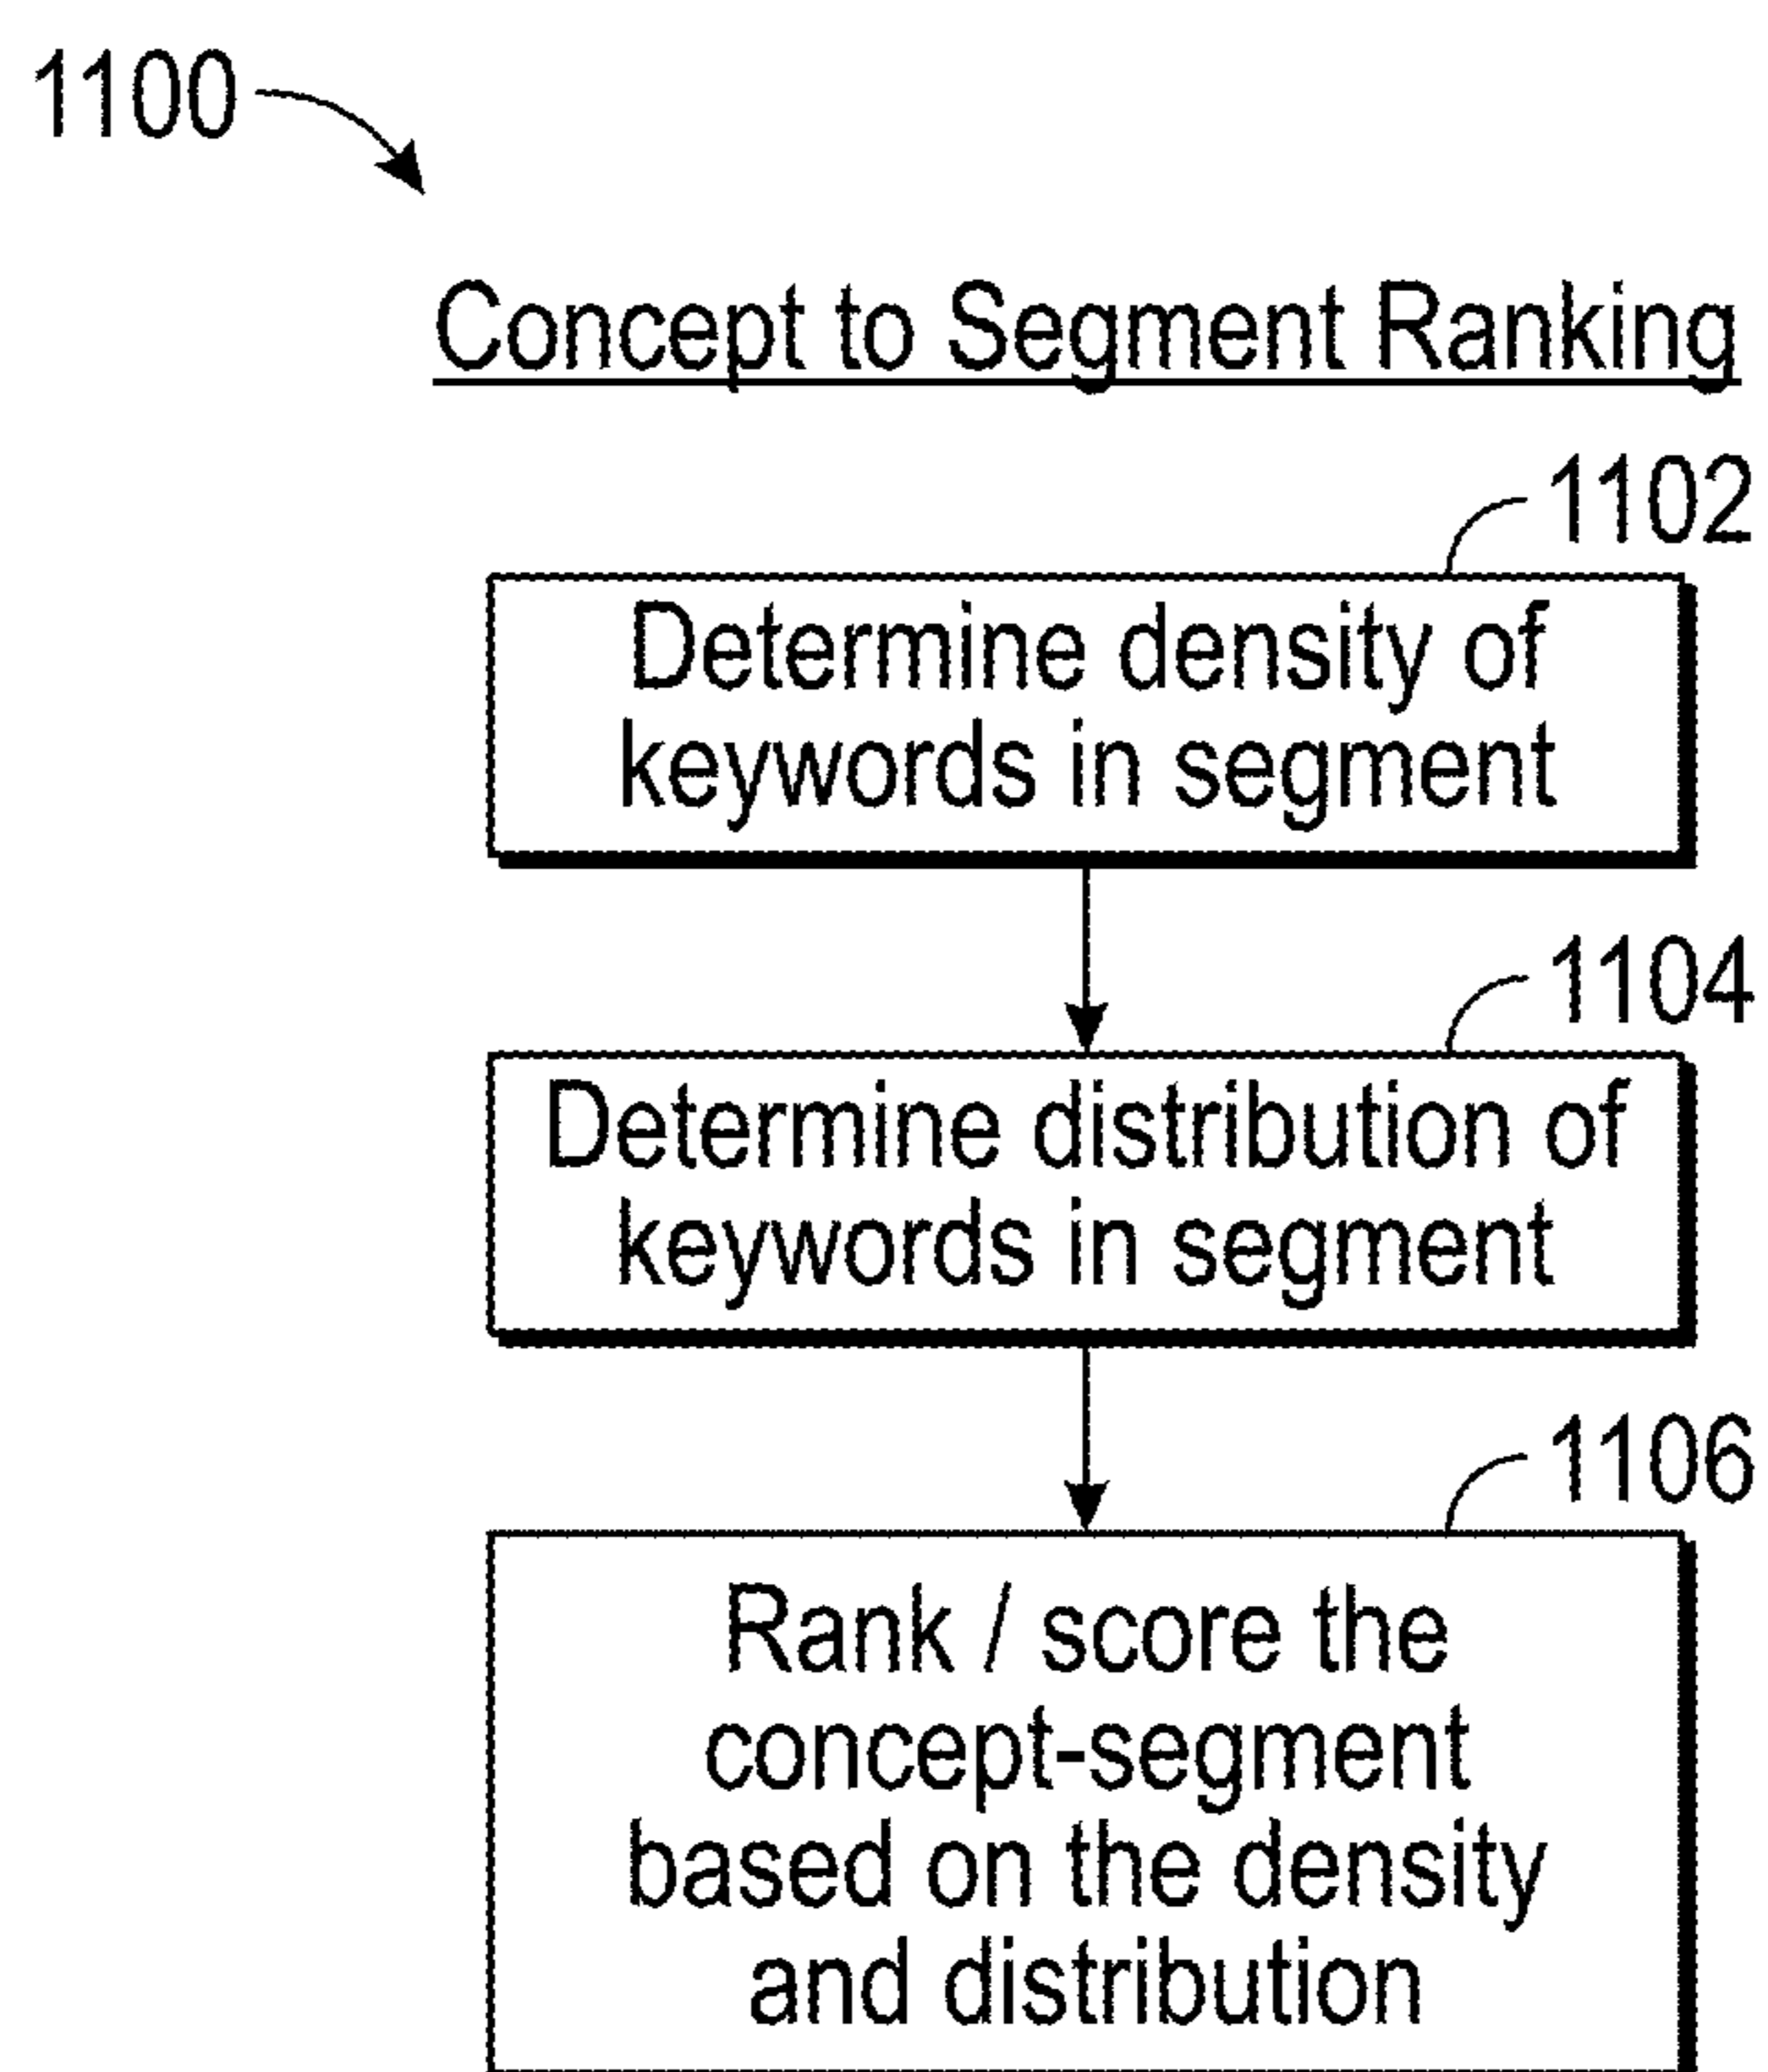 1100
Concept to Segment Ranking
1102
Determine density of
keywords in segment
1104
Determine distribution of
keywords in segment
1106
Rank / score the
concept-segment
based on the density
and distribution